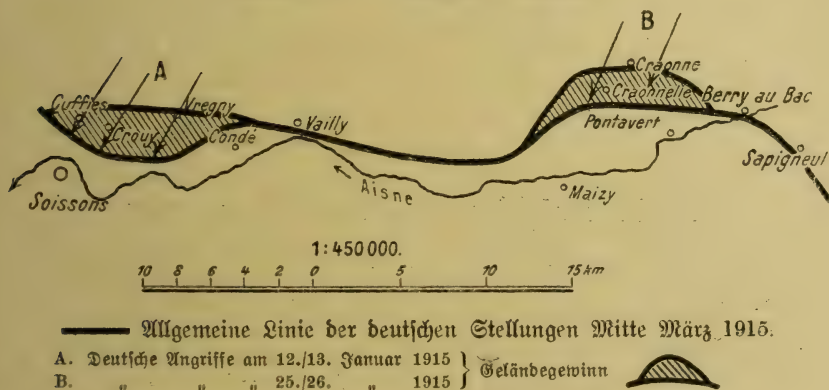 B
A
Craonne
Cuffies
Vregny
Craonnelle
Berry au Bac
Crouy
Condé
Vailly
Pontavert
Sapigneul
Soissons
Aisne
Maizy
1:450000.
10 8 6 4 2 0 5 10 15 km
Allgemeine Linie der deutschen Stellungen Mitte März 1915.
A. Deutsche Angriffe am 12./13. Januar 1915 } Geländegewinn
B. " " " 25./26. " 1915